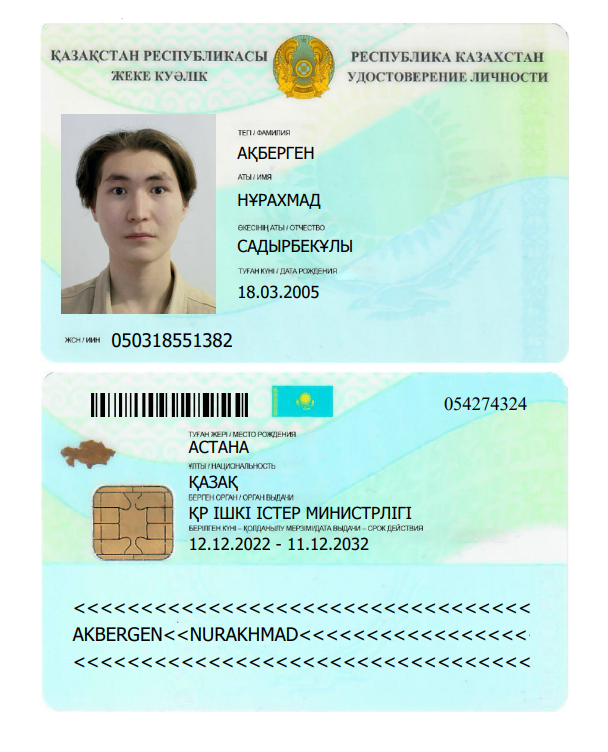 ҚАЗАҚСТАН РЕСПУБЛИКАСЫ
ЖЕКЕ КУӘЛІК
РЕСПУБЛИКА КАЗАХСТАН
УДОСТОВЕРЕНИЕ ЛИЧНОСТИ
ТЕГІ / ФАМИЛИЯ
АҚБЕРГЕН
АТЫ / ИМЯ
НҰРАХМАД
ӘКЕСІНІҢ АТЫ / ОТЧЕСТВО
САДЫРБЕКҰЛЫ
ТУҒАН КҮНІ / ДАТА РОЖДЕНИЯ
18.03.2005
ЖСН / ИИН 050318551382
054274324
ТУҒАН ЖЕРІ / МЕСТО РОЖДЕНИЯ
АСТАНА
ҰЛТЫ / НАЦИОНАЛЬНОСТЬ
ҚАЗАҚ
БЕРГЕН ОРГАН / ОРГАН ВЫДАЧИ
ҚР ІШКІ ІСТЕР МИНИСТРЛІГІ
БЕРІЛГЕН КҮНІ – ҚОЛДАНЫЛУ МЕРЗІМІ/ДАТА ВЫДАЧИ – СРОК ДЕЙСТВИЯ
12.12.2022 - 11.12.2032
<<<<<<<<<<<<<<<<<<<<<<<<<<<<<<<<<<
AKBERGEN<<NURAKHMAD<<<<<<<<<<<<<<<<<
<<<<<<<<<<<<<<<<<<<<<<<<<<<<<<<<<<